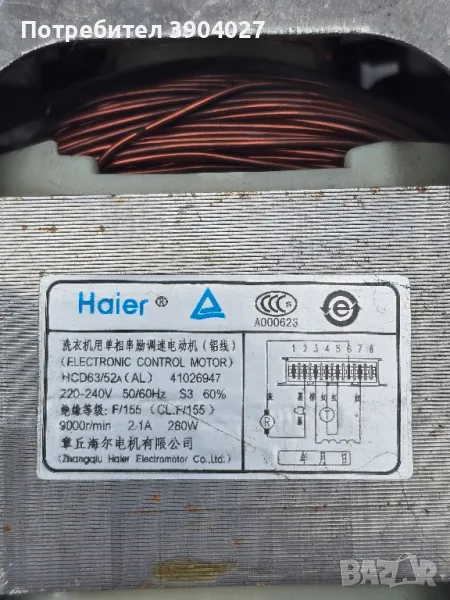 Потребител 3904027
Haier ®
A000623
洗衣机用单相串励调速电动机 (铝线)
(ELECTRONIC CONTROL MOTOR)
HCD63/52A (AL) 41026947
220-240V 50/60Hz S3 60%
绝缘等级: F/155 (CL.F/155)
9000r/min 2.1A 280W
章丘海尔电机有限公司
(Zhangqiu Haier Electromotor Co.,Ltd.)
1 2 3 4 5 6 7 8
R
T
年 月 日
BAZAR.BG